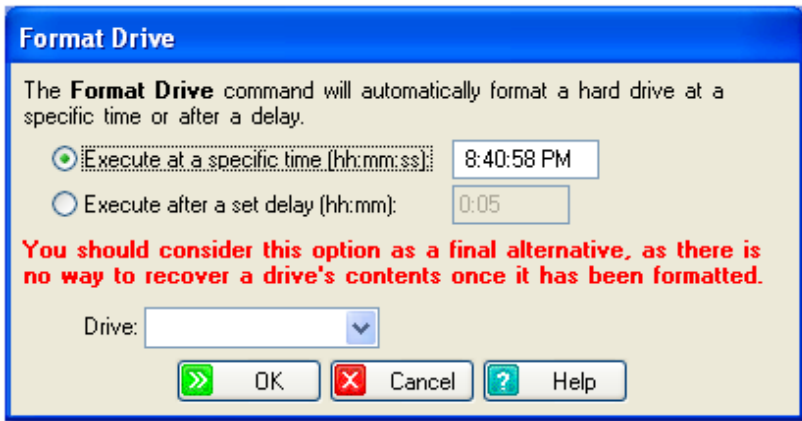 Format Drive
The Format Drive command will automatically format a hard drive at a
specific time or after a delay.
Execute at a specific time (hh:mm:ss): 8:40:58 PM
Execute after a set delay (hh:mm): 0:05
You should consider this option as a final alternative, as there is
no way to recover a drive's contents once it has been formatted.
Drive:
OK Cancel Help